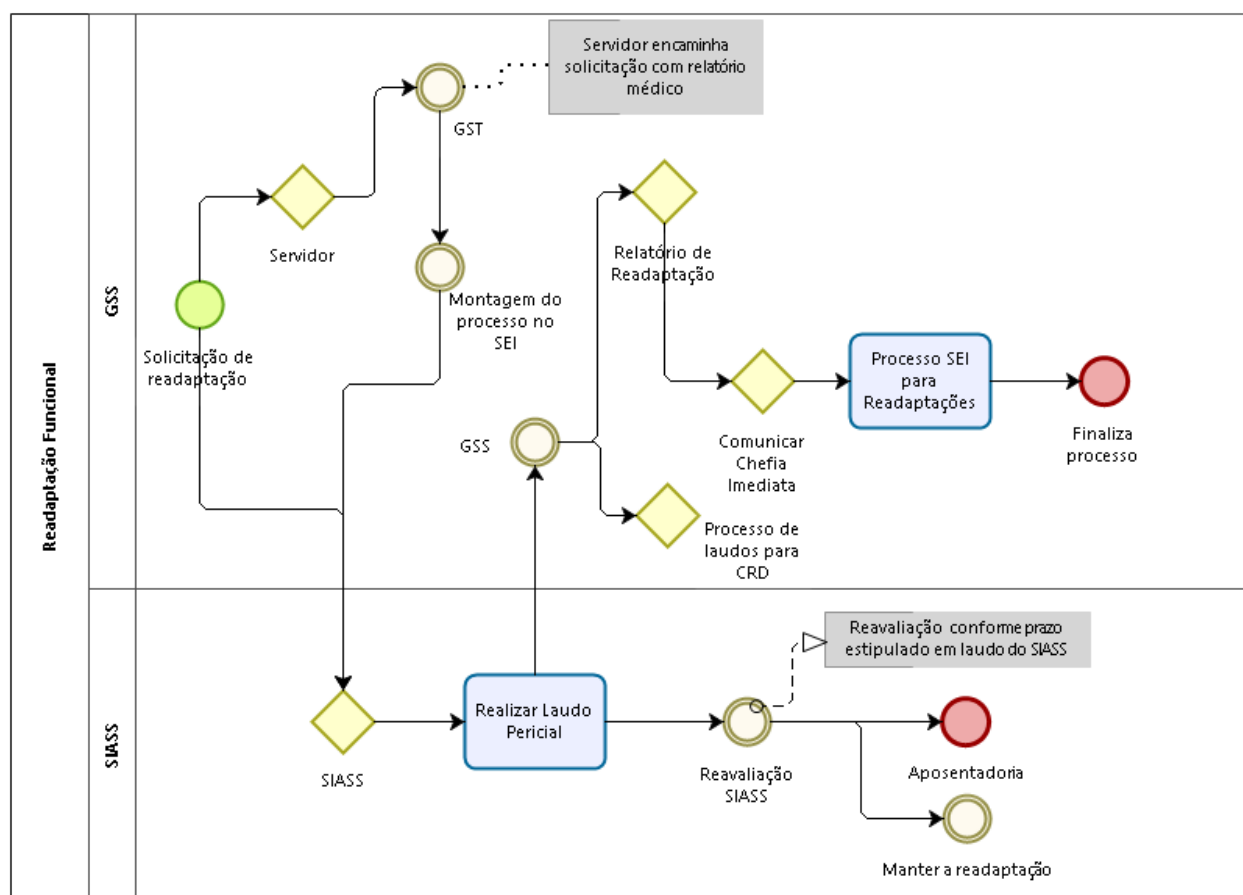 Readaptação Funcional
GSS
Servidor encaminha
solicitação com relatório
médico
GST
Servidor
Relatório de
Readaptação
Montagem do
processo no
SEI
Solicitação de
readaptação
Processo SEI
para
Readaptações
GSS
Comunicar
Chefia
Imediata
Finaliza
processo
Processo de
laudos para
CRD
SIASS
Reavaliação conforme prazo
estipulado em laudo do SIASS
Realizar Laudo
Pericial
SIASS
Reavaliação
SIASS
Aposentadoria
Manter a readaptação